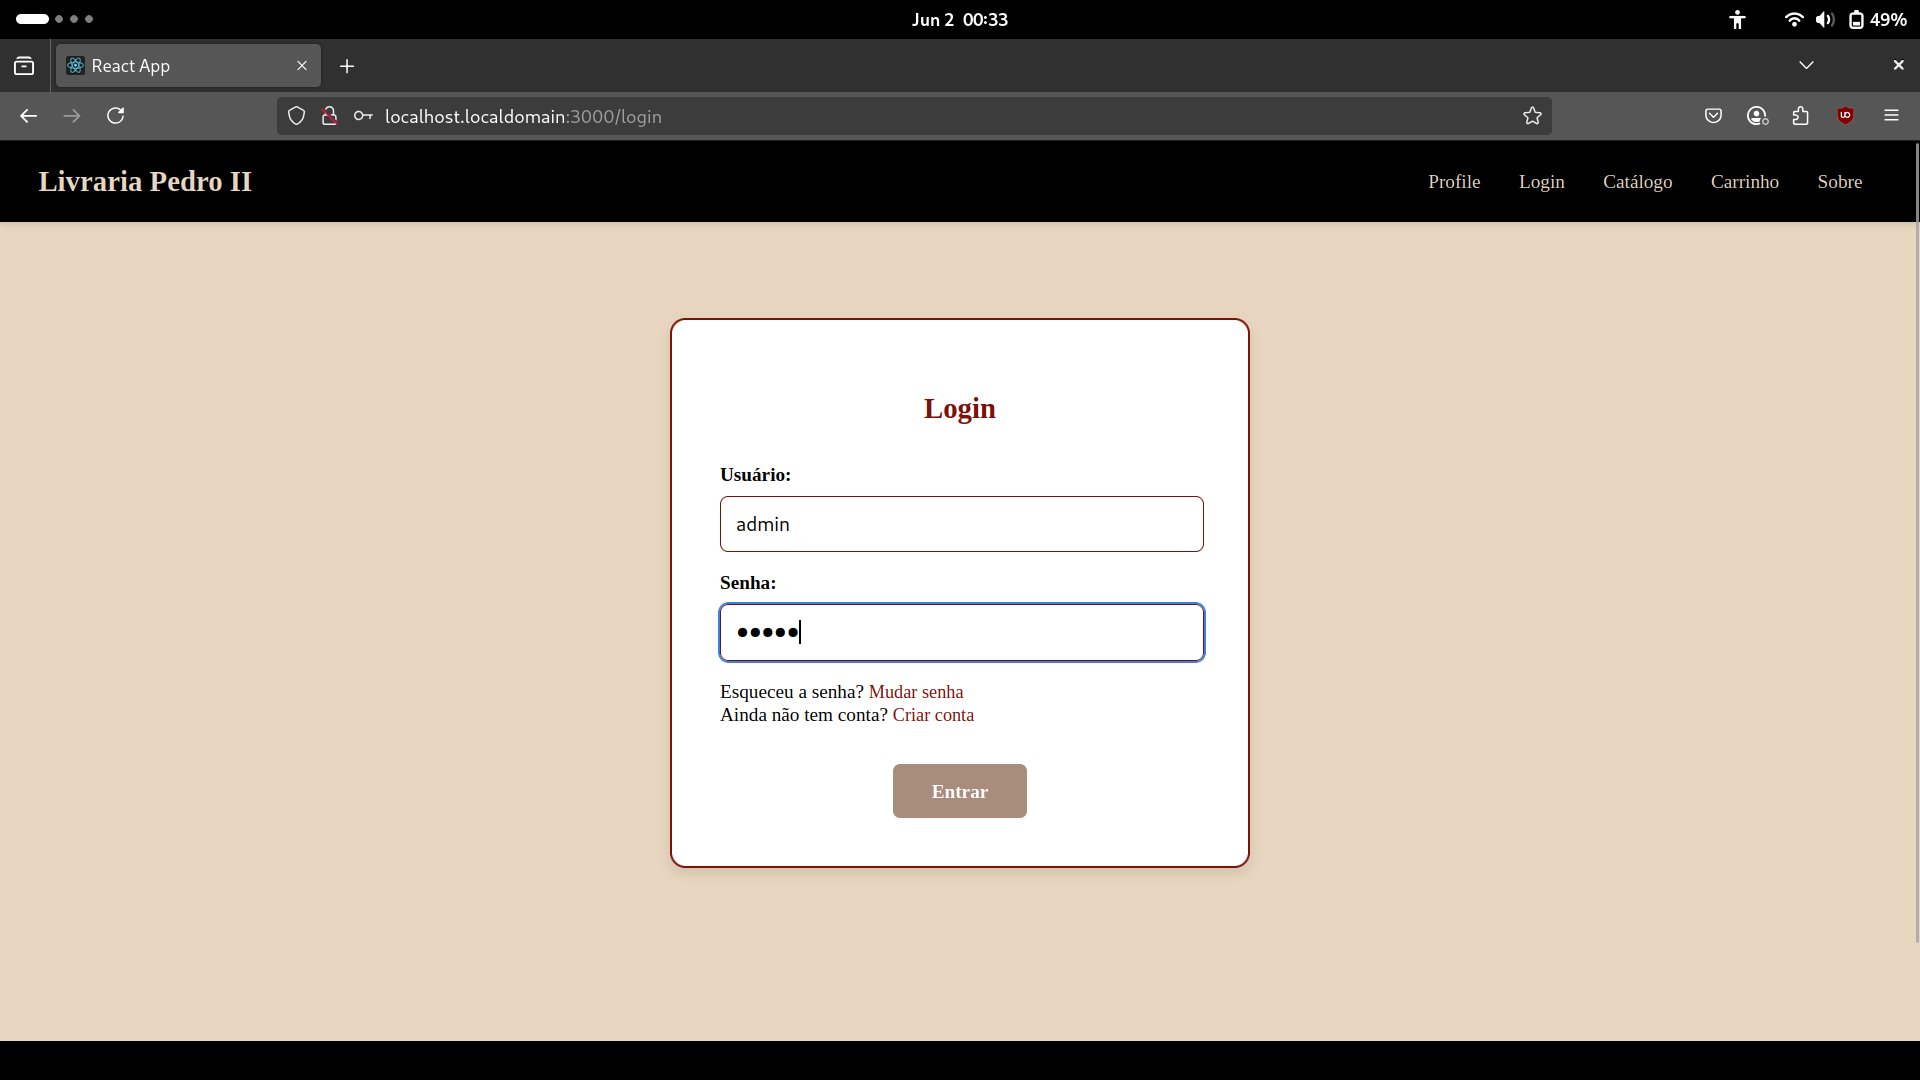 Jun 2 00:33
49%
React App
localhost.localdomain:3000/login
Livraria Pedro II
Profile Login Catálogo Carrinho Sobre
Login
Usuário:
admin
Senha:
•••••
Esqueceu a senha? Mudar senha
Ainda não tem conta? Criar conta
Entrar